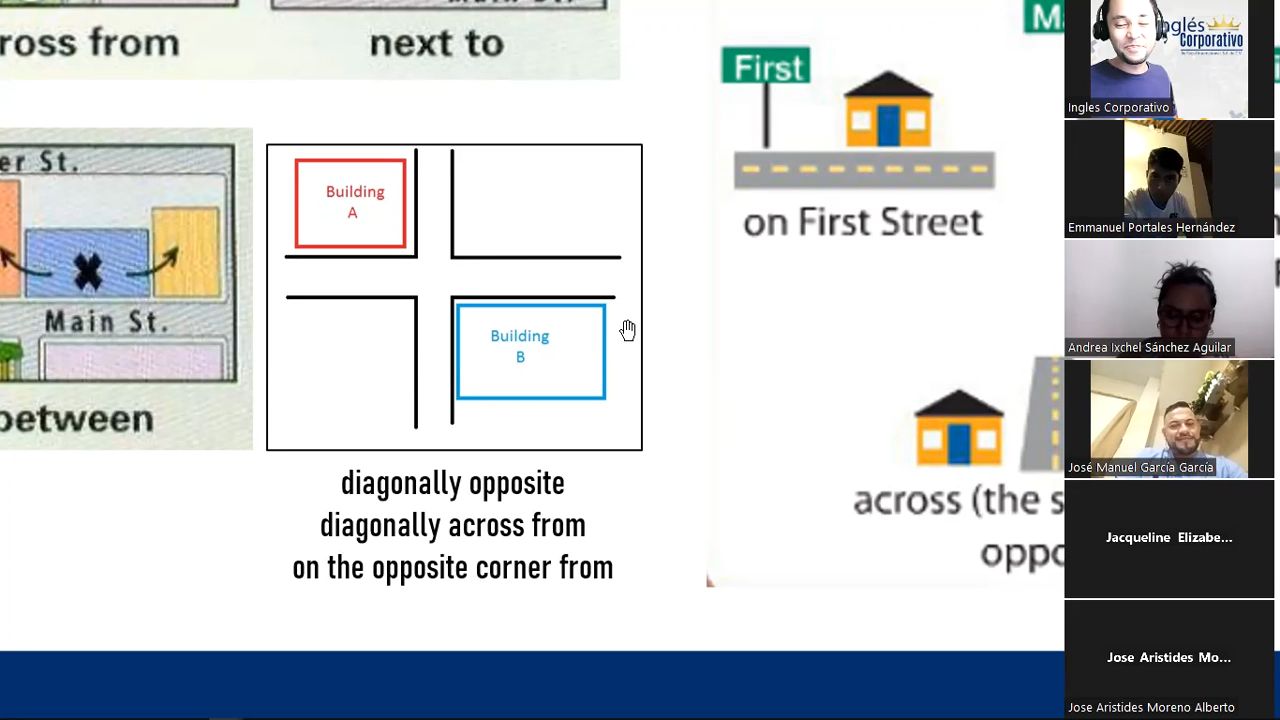 ross from
next to
er St.
Main St.
between
Building
A
Building
B
diagonally opposite
diagonally across from
on the opposite corner from
First
on First Street
across (the s
oppo
Ma
Inglés
Corporativo
Ingles Corporativo
Emmanuel Portales Hernández
Andrea Ixchel Sánchez Aguilar
José Manuel García García
Jacqueline Elizabe...
Jose Aristides Mo...
Jose Aristides Moreno Alberto